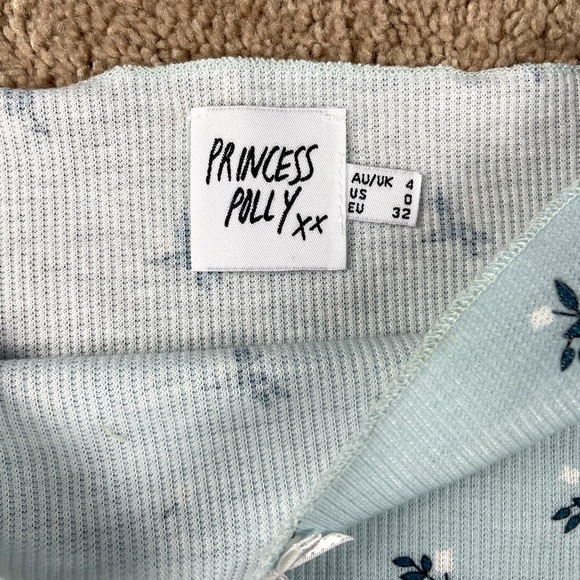 PRINCESS
POLLY xx
AU/UK 4
US 0
EU 32